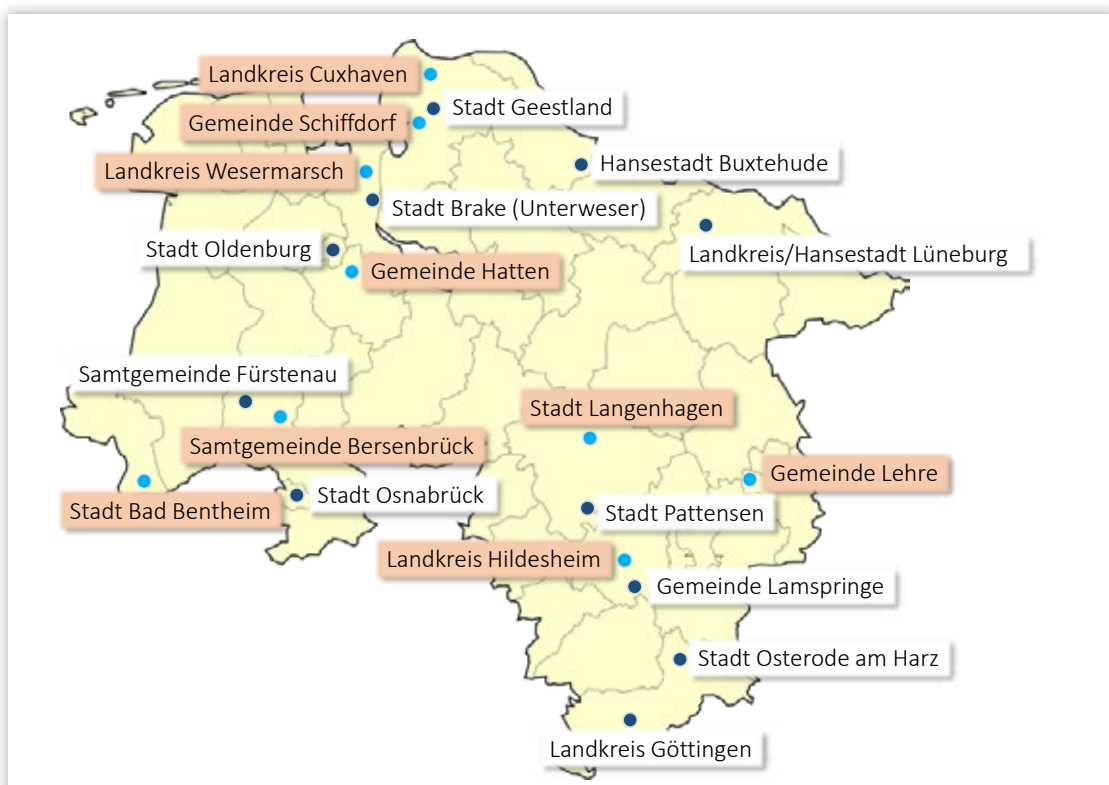 Landkreis Cuxhaven
Stadt Geestland
Gemeinde Schiffdorf
Hansestadt Buxtehude
Landkreis Wesermarsch
Stadt Brake (Unterweser)
Stadt Oldenburg
Landkreis/Hansestadt Lüneburg
Gemeinde Hatten
Samtgemeinde Fürstenau
Stadt Langenhagen
Samtgemeinde Bersenbrück
Gemeinde Lehre
Stadt Osnabrück
Stadt Bad Bentheim
Stadt Pattensen
Landkreis Hildesheim
Gemeinde Lamspringe
Stadt Osterode am Harz
Landkreis Göttingen